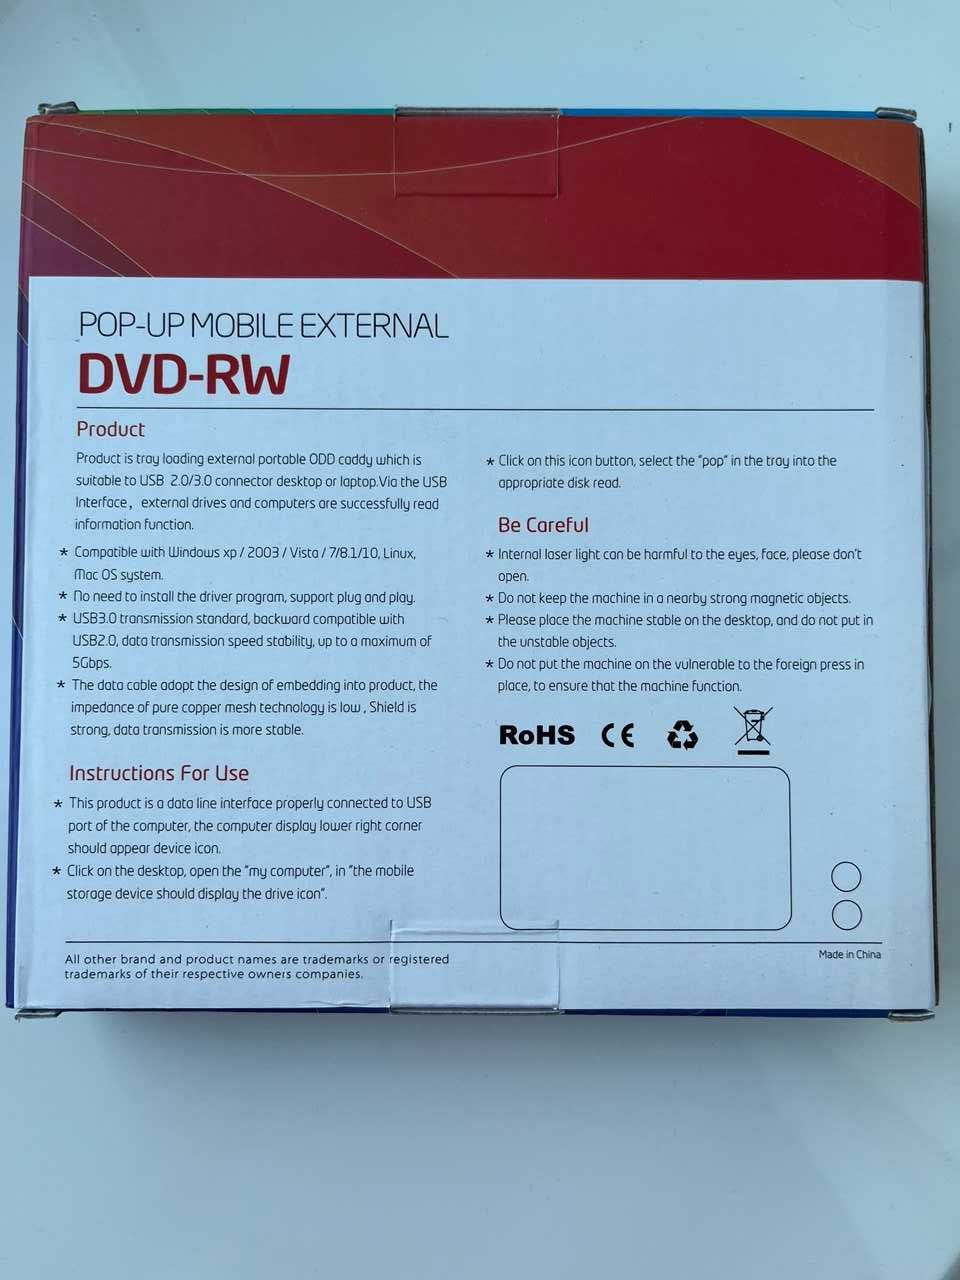 POP-UP MOBILE EXTERNAL
DVD-RW
Product
Product is tray loading external portable ODD caddy which is
suitable to USB 2.0/3.0 connector desktop or laptop.Via the USB
Interface, external drives and computers are successfully read
information function.
* Compatible with Windows xp / 2003 / Vista / 7/8.1/10, Linux,
Mac OS system.
* No need to install the driver program, support plug and play.
* USB3.0 transmission standard, backward compatible with
USB2.0, data transmission speed stability, up to a maximum of
5Gbps.
* The data cable adopt the design of embedding into product, the
impedance of pure copper mesh technology is low , Shield is
strong, data transmission is more stable.
Instructions For Use
* This product is a data line interface properly connected to USB
port of the computer, the computer display lower right corner
should appear device icon.
* Click on the desktop, open the "my computer", in "the mobile
storage device should display the drive icon".
* Click on this icon button, select the "pop" in the tray into the
appropriate disk read.
Be Careful
* Internal laser light can be harmful to the eyes, face, please don't
open.
* Do not keep the machine in a nearby strong magnetic objects.
* Please place the machine stable on the desktop, and do not put in
the unstable objects.
* Do not put the machine on the vulnerable to the foreign press in
place, to ensure that the machine function.
RoHS CE
All other brand and product names are trademarks or registered
trademarks of their respective owners companies.
Made in China